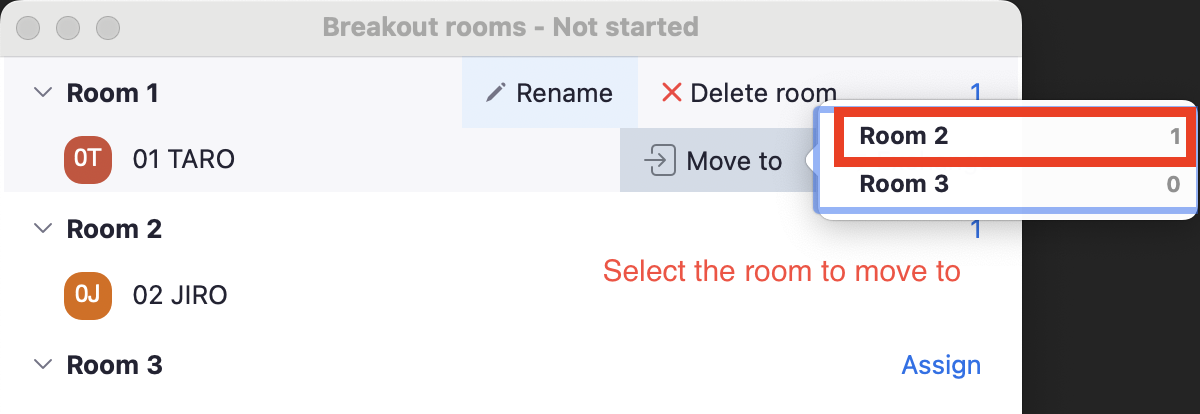 Breakout rooms - Not started
Room 1 Rename Delete room 1
0T 01 TARO Move to
Room 2 1
Room 3 0
Room 2 1
0J 02 JIRO
Select the room to move to
Room 3 Assign